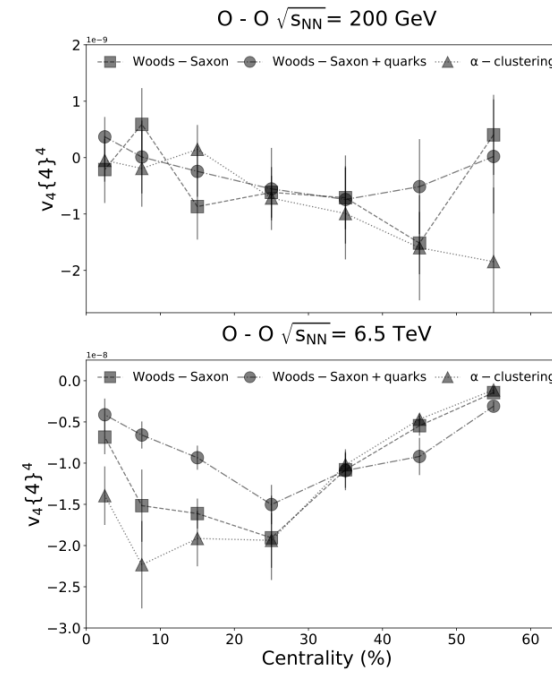 O - O √sNN = 200 GeV
1e-9
Woods − Saxon Woods − Saxon + quarks α − clustering
2
1
0
−1
−2
v4{4}^4
O - O √sNN = 6.5 TeV
1e-8
Woods − Saxon Woods − Saxon + quarks α − clustering
0.0
−0.5
−1.0
−1.5
−2.0
−2.5
−3.0
v4{4}^4
0 10 20 30 40 50 60
Centrality (%)